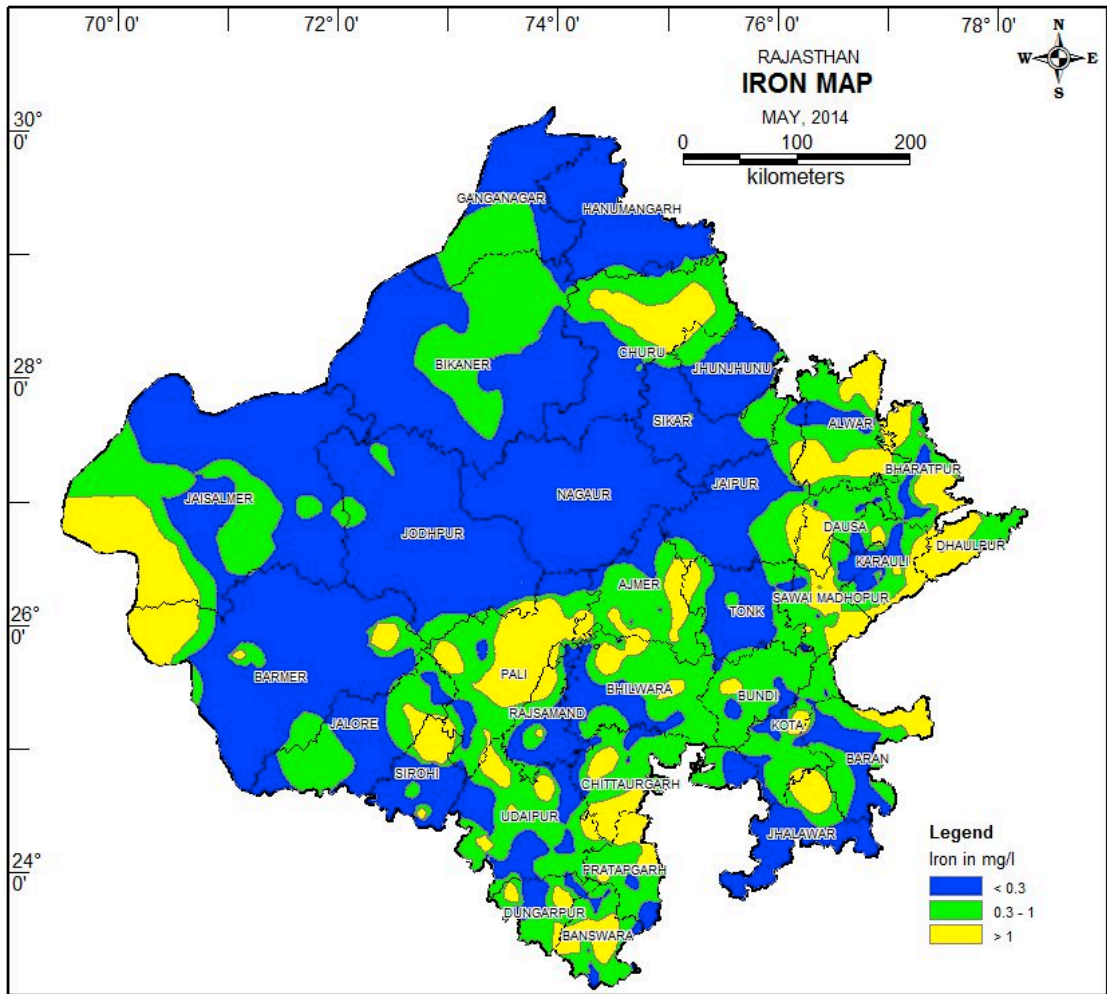 70° 0'
72° 0'
74° 0'
76° 0'
78° 0'
N
W E
S
RAJASTHAN
IRON MAP
MAY, 2014
0 100 200
kilometers
30°
0'
28°
0'
26°
0'
24°
0'
GANGANAGAR
HANUMANGARH
CHURU
BIKANER
JHUNJHUNU
SIKAR
ALWAR
BHARATPUR
JAIPUR
NAGAUR
JAISALMER
JODHPUR
DAUSA
DHAULPUR
KARAULI
AJMER
TONK
SAWAI MADHOPUR
PALI
BARMER
BHILWARA
BUNDI
RAJSAMAND
JALORE
KOTA
BARAN
SIROHI
CHITTAURGARH
UDAIPUR
JHALAWAR
PRATAPGARH
DUNGARPUR
BANSWARA
Legend
Iron in mg/l
< 0.3
0.3 - 1
> 1